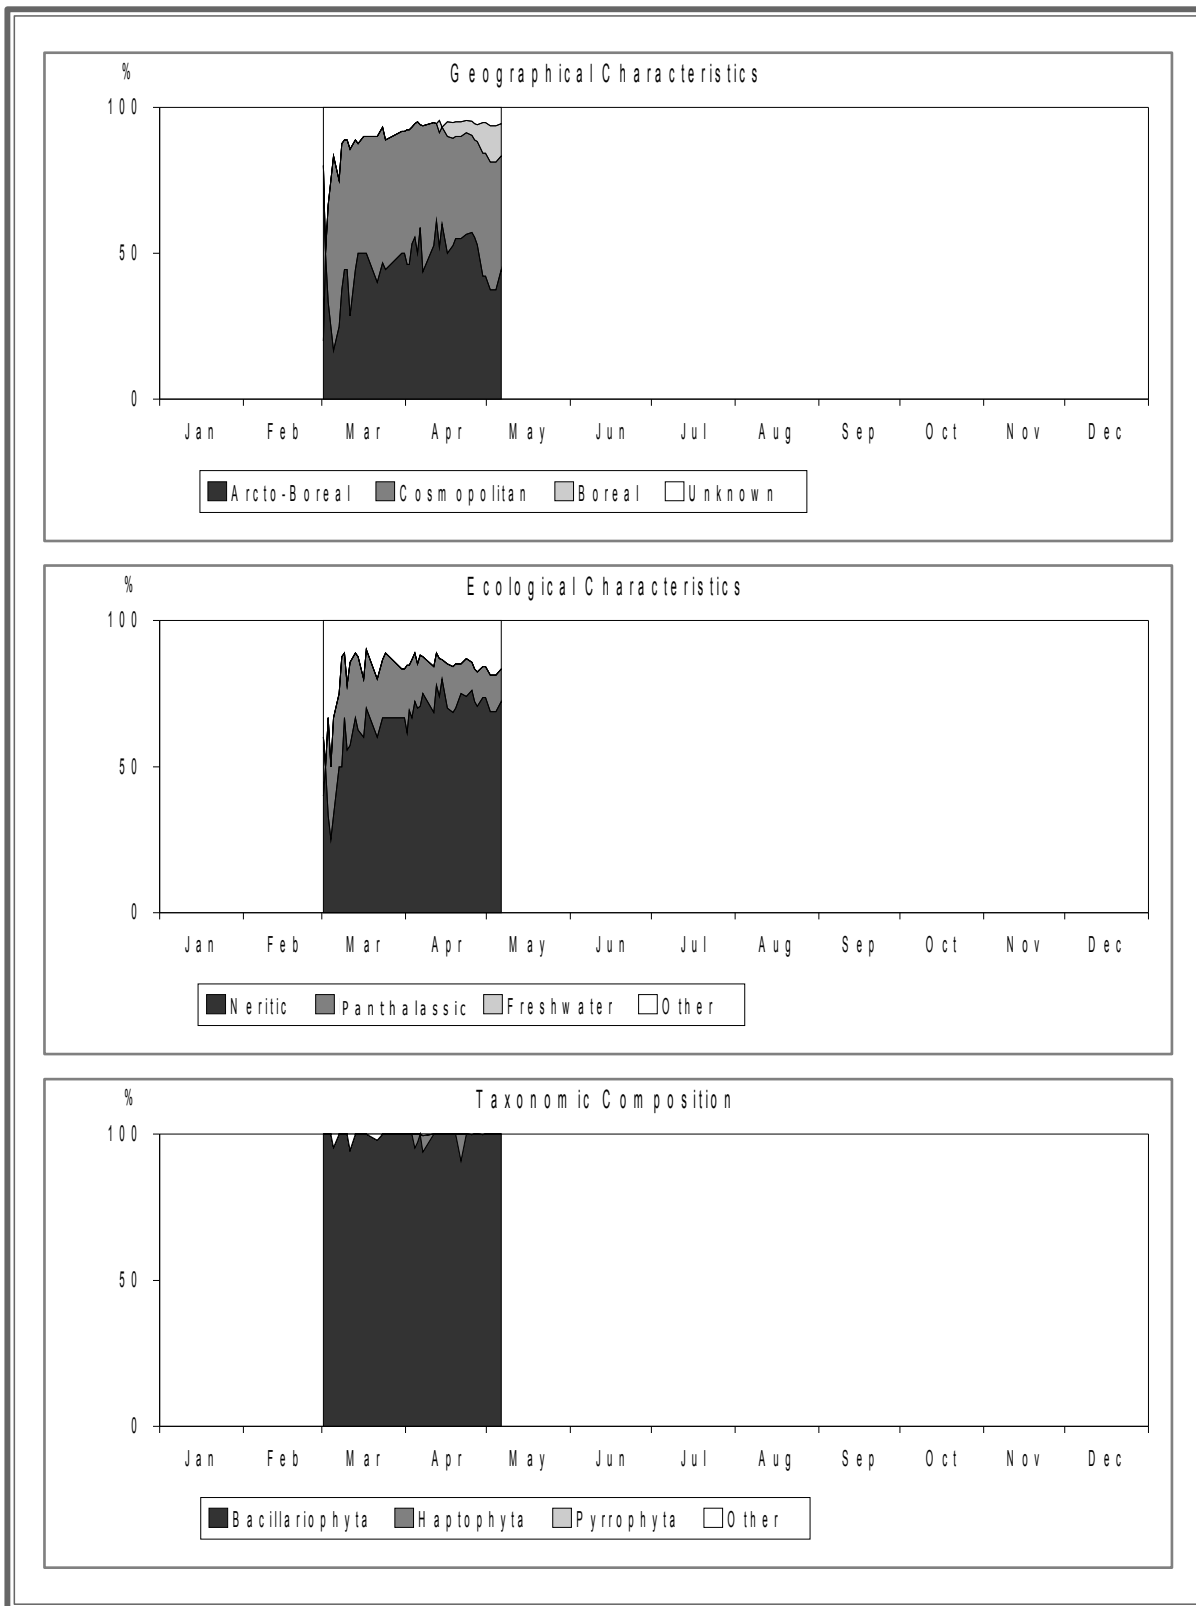 Geographical Characteristics
%
100
50
0
Jan Feb Mar Apr May Jun Jul Aug Sep Oct Nov Dec
Arcto-Boreal Cosmopolitan Boreal Unknown
Ecological Characteristics
%
100
50
0
Jan Feb Mar Apr May Jun Jul Aug Sep Oct Nov Dec
Neritic Panthalassic Freshwater Other
Taxonomic Composition
%
100
50
0
Jan Feb Mar Apr May Jun Jul Aug Sep Oct Nov Dec
Bacillariophyta Haptophyta Pyrrophyta Other